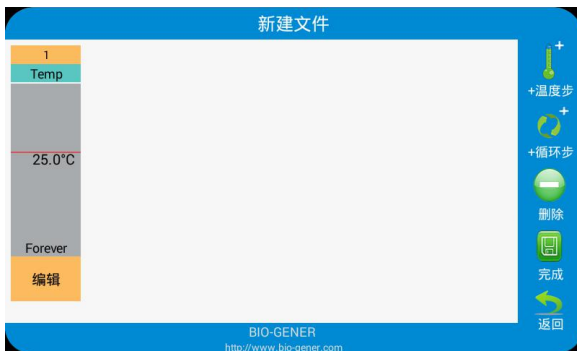 新建文件
1
Temp
25.0°C
Forever
编辑
+温度步
+循环步
删除
完成
返回
BIO-GENER
http://www.bio-gener.com